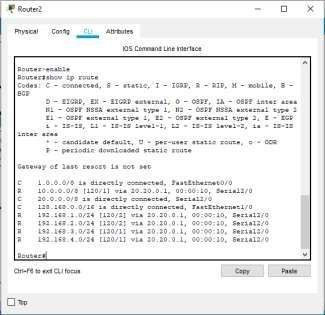 Router2
Physical Config CLI Attributes
IOS Command Line Interface
Router>enable
Router#show ip route
Codes: C - connected, S - static, I - IGRP, R - RIP, M - mobile, B -
BGP
D - EIGRP, EX - EIGRP external, O - OSPF, IA - OSPF inter area
N1 - OSPF NSSA external type 1, N2 - OSPF NSSA external type 2
E1 - OSPF external type 1, E2 - OSPF external type 2, E - EGP
i - IS-IS, L1 - IS-IS level-1, L2 - IS-IS level-2, ia - IS-IS
inter area
* - candidate default, U - per-user static route, o - ODR
P - periodic downloaded static route
Gateway of last resort is not set
C 1.0.0.0/8 is directly connected, FastEthernet0/0
R 10.0.0.0/8 [120/1] via 20.20.0.1, 00:00:10, Serial2/0
C 20.0.0.0/8 is directly connected, Serial2/0
C 128.168.0.0/16 is directly connected, FastEthernet1/0
R 192.168.1.0/24 [120/2] via 20.20.0.1, 00:00:10, Serial2/0
R 192.168.2.0/24 [120/2] via 20.20.0.1, 00:00:10, Serial2/0
R 192.168.3.0/24 [120/1] via 20.20.0.1, 00:00:10, Serial2/0
R 192.168.4.0/24 [120/1] via 20.20.0.1, 00:00:10, Serial2/0
Router#
Ctrl+F6 to exit CLI focus
Copy Paste
Top